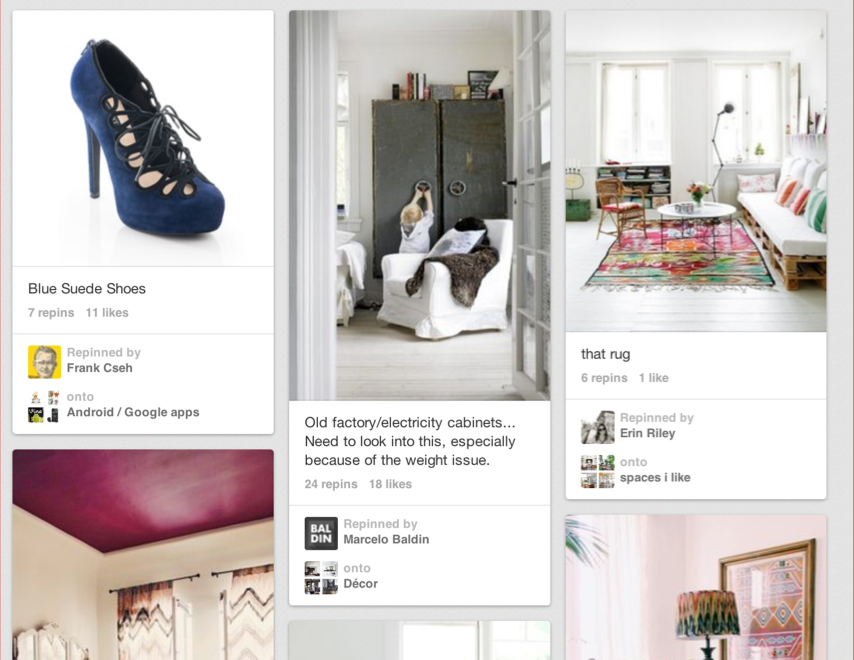 Blue Suede Shoes
7 repins 11 likes
Repinned by
Frank Cseh
onto
Android / Google apps
Old factory/electricity cabinets...
Need to look into this, especially
because of the weight issue.
24 repins 18 likes
BAL
DIN
Repinned by
Marcelo Baldin
onto
Décor
that rug
6 repins 1 like
Repinned by
Erin Riley
onto
spaces i like